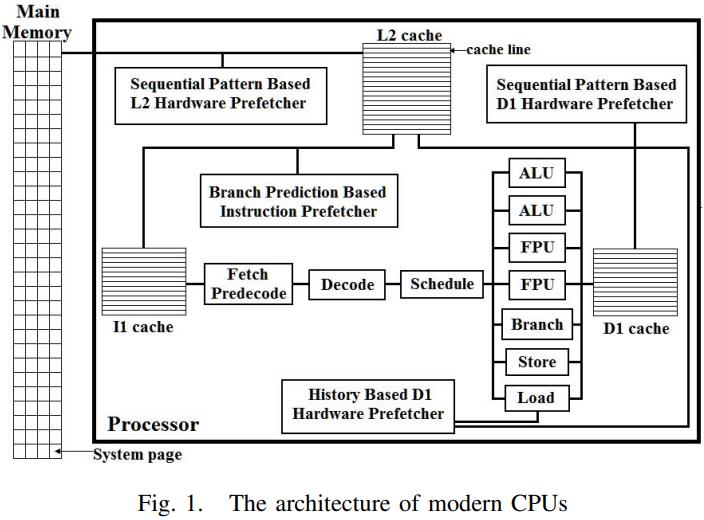 Main
Memory
L2 cache
cache line
Sequential Pattern Based
L2 Hardware Prefetcher
Sequential Pattern Based
D1 Hardware Prefetcher
Branch Prediction Based
Instruction Prefetcher
ALU
ALU
FPU
FPU
Branch
Store
Load
Fetch
Predecode
Decode
Schedule
I1 cache
D1 cache
History Based D1
Hardware Prefetcher
Processor
System page
Fig. 1. The architecture of modern CPUs